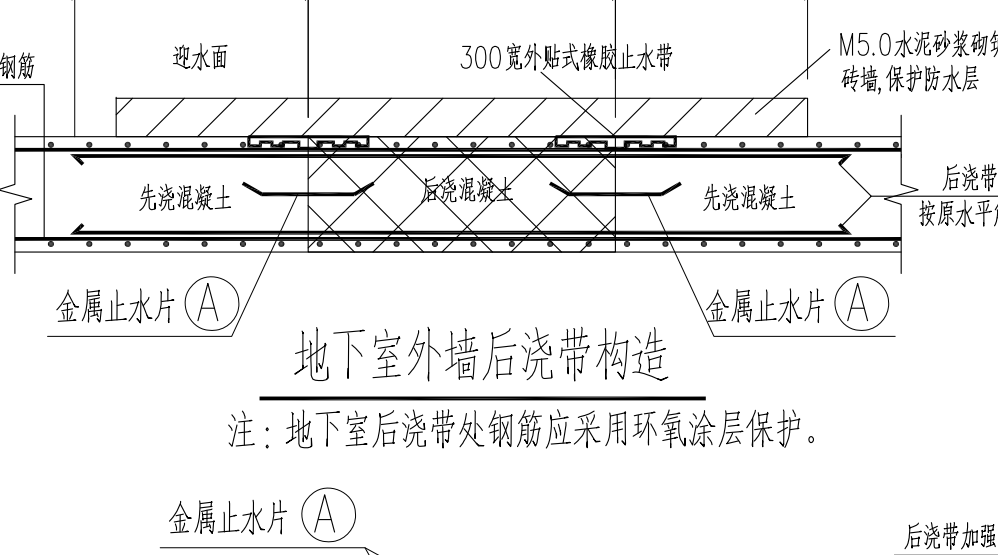 迎水面
300宽外贴式橡胶止水带
M5.0水泥砂浆砌
砖墙,保护防水层
钢筋
先浇混凝土
后浇混凝土
先浇混凝土
后浇带
按原水平
金属止水片 A
金属止水片 A
地下室外墙后浇带构造
注：地下室后浇带处钢筋应采用环氧涂层保护。
金属止水片 A
后浇带加强